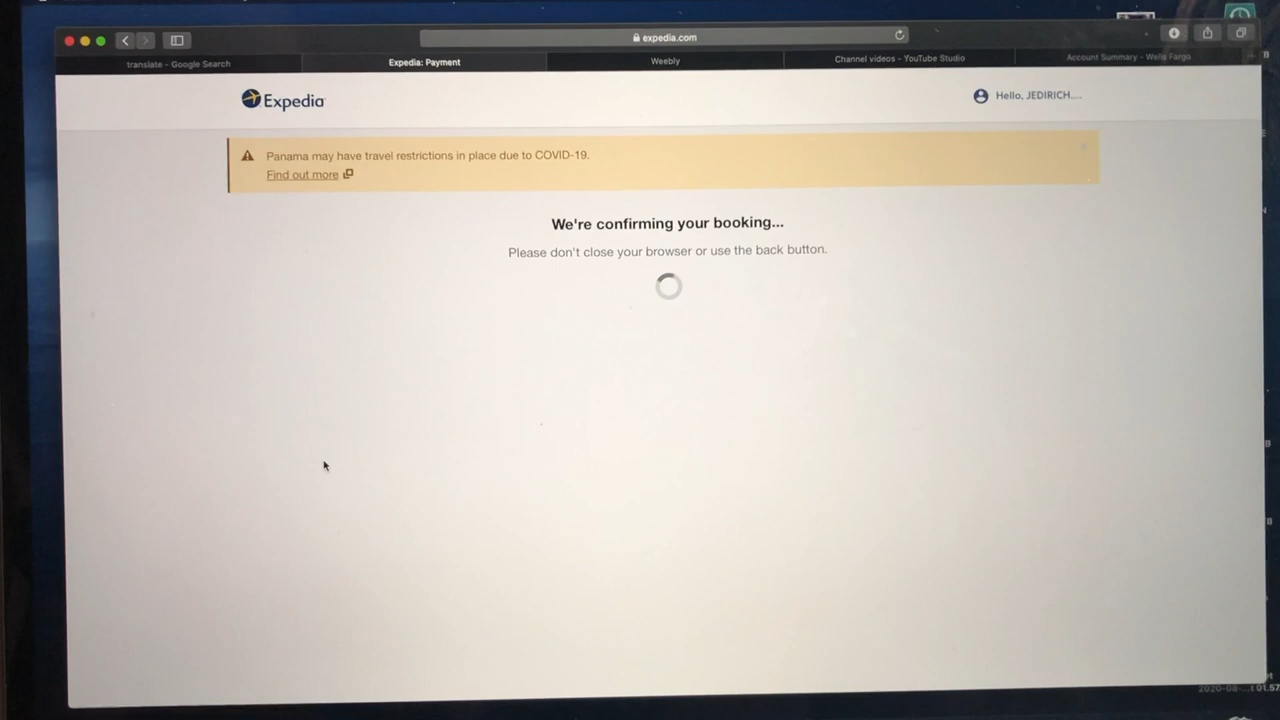 expedia.com
translate - Google Search
Expedia: Payment
Weebly
Channel videos - YouTube Studio
Account Summary - Wells Fargo
Expedia
Hello, JEDIRICH....
Panama may have travel restrictions in place due to COVID-19.
Find out more
We're confirming your booking...
Please don't close your browser or use the back button.